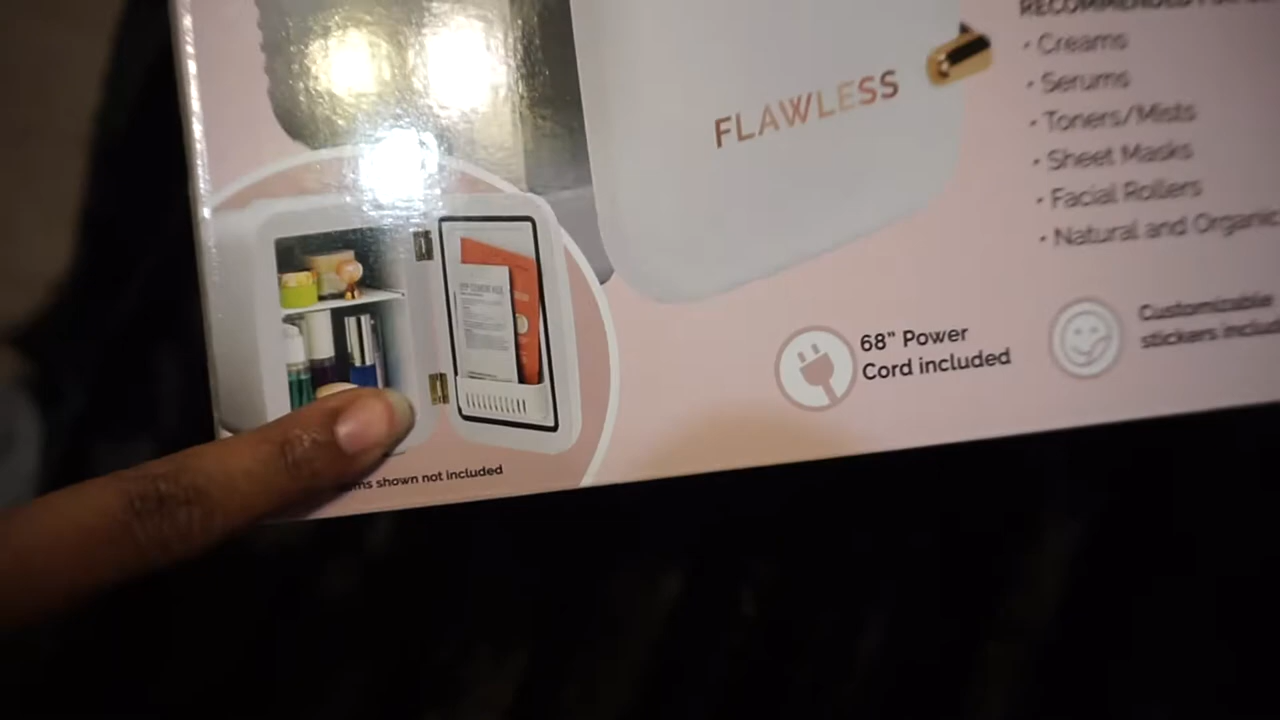 FLAWLESS
RECOMMENDED
• Creams
• Serums
• Toners/Mists
• Sheet Masks
• Facial Rollers
• Natural and Organic
68" Power
Cord included
Customizable
stickers
shown not included